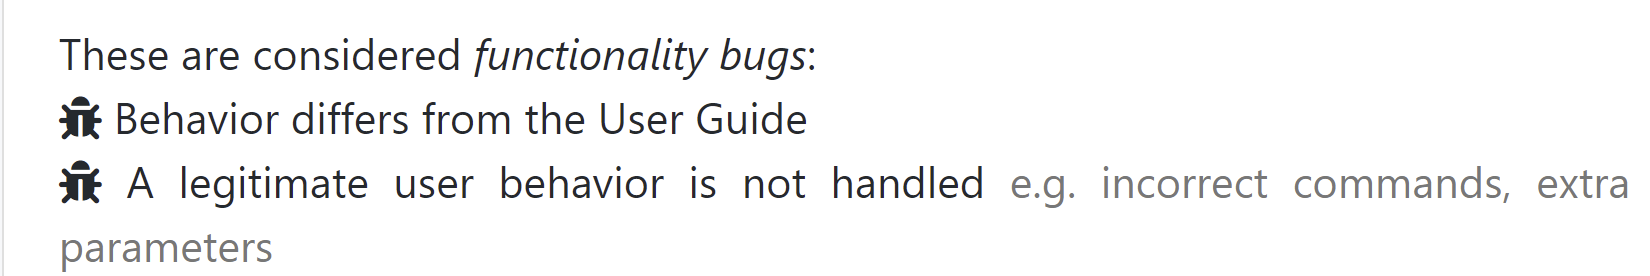 These are considered functionality bugs:
Behavior differs from the User Guide
A legitimate user behavior is not handled e.g. incorrect commands, extra
parameters